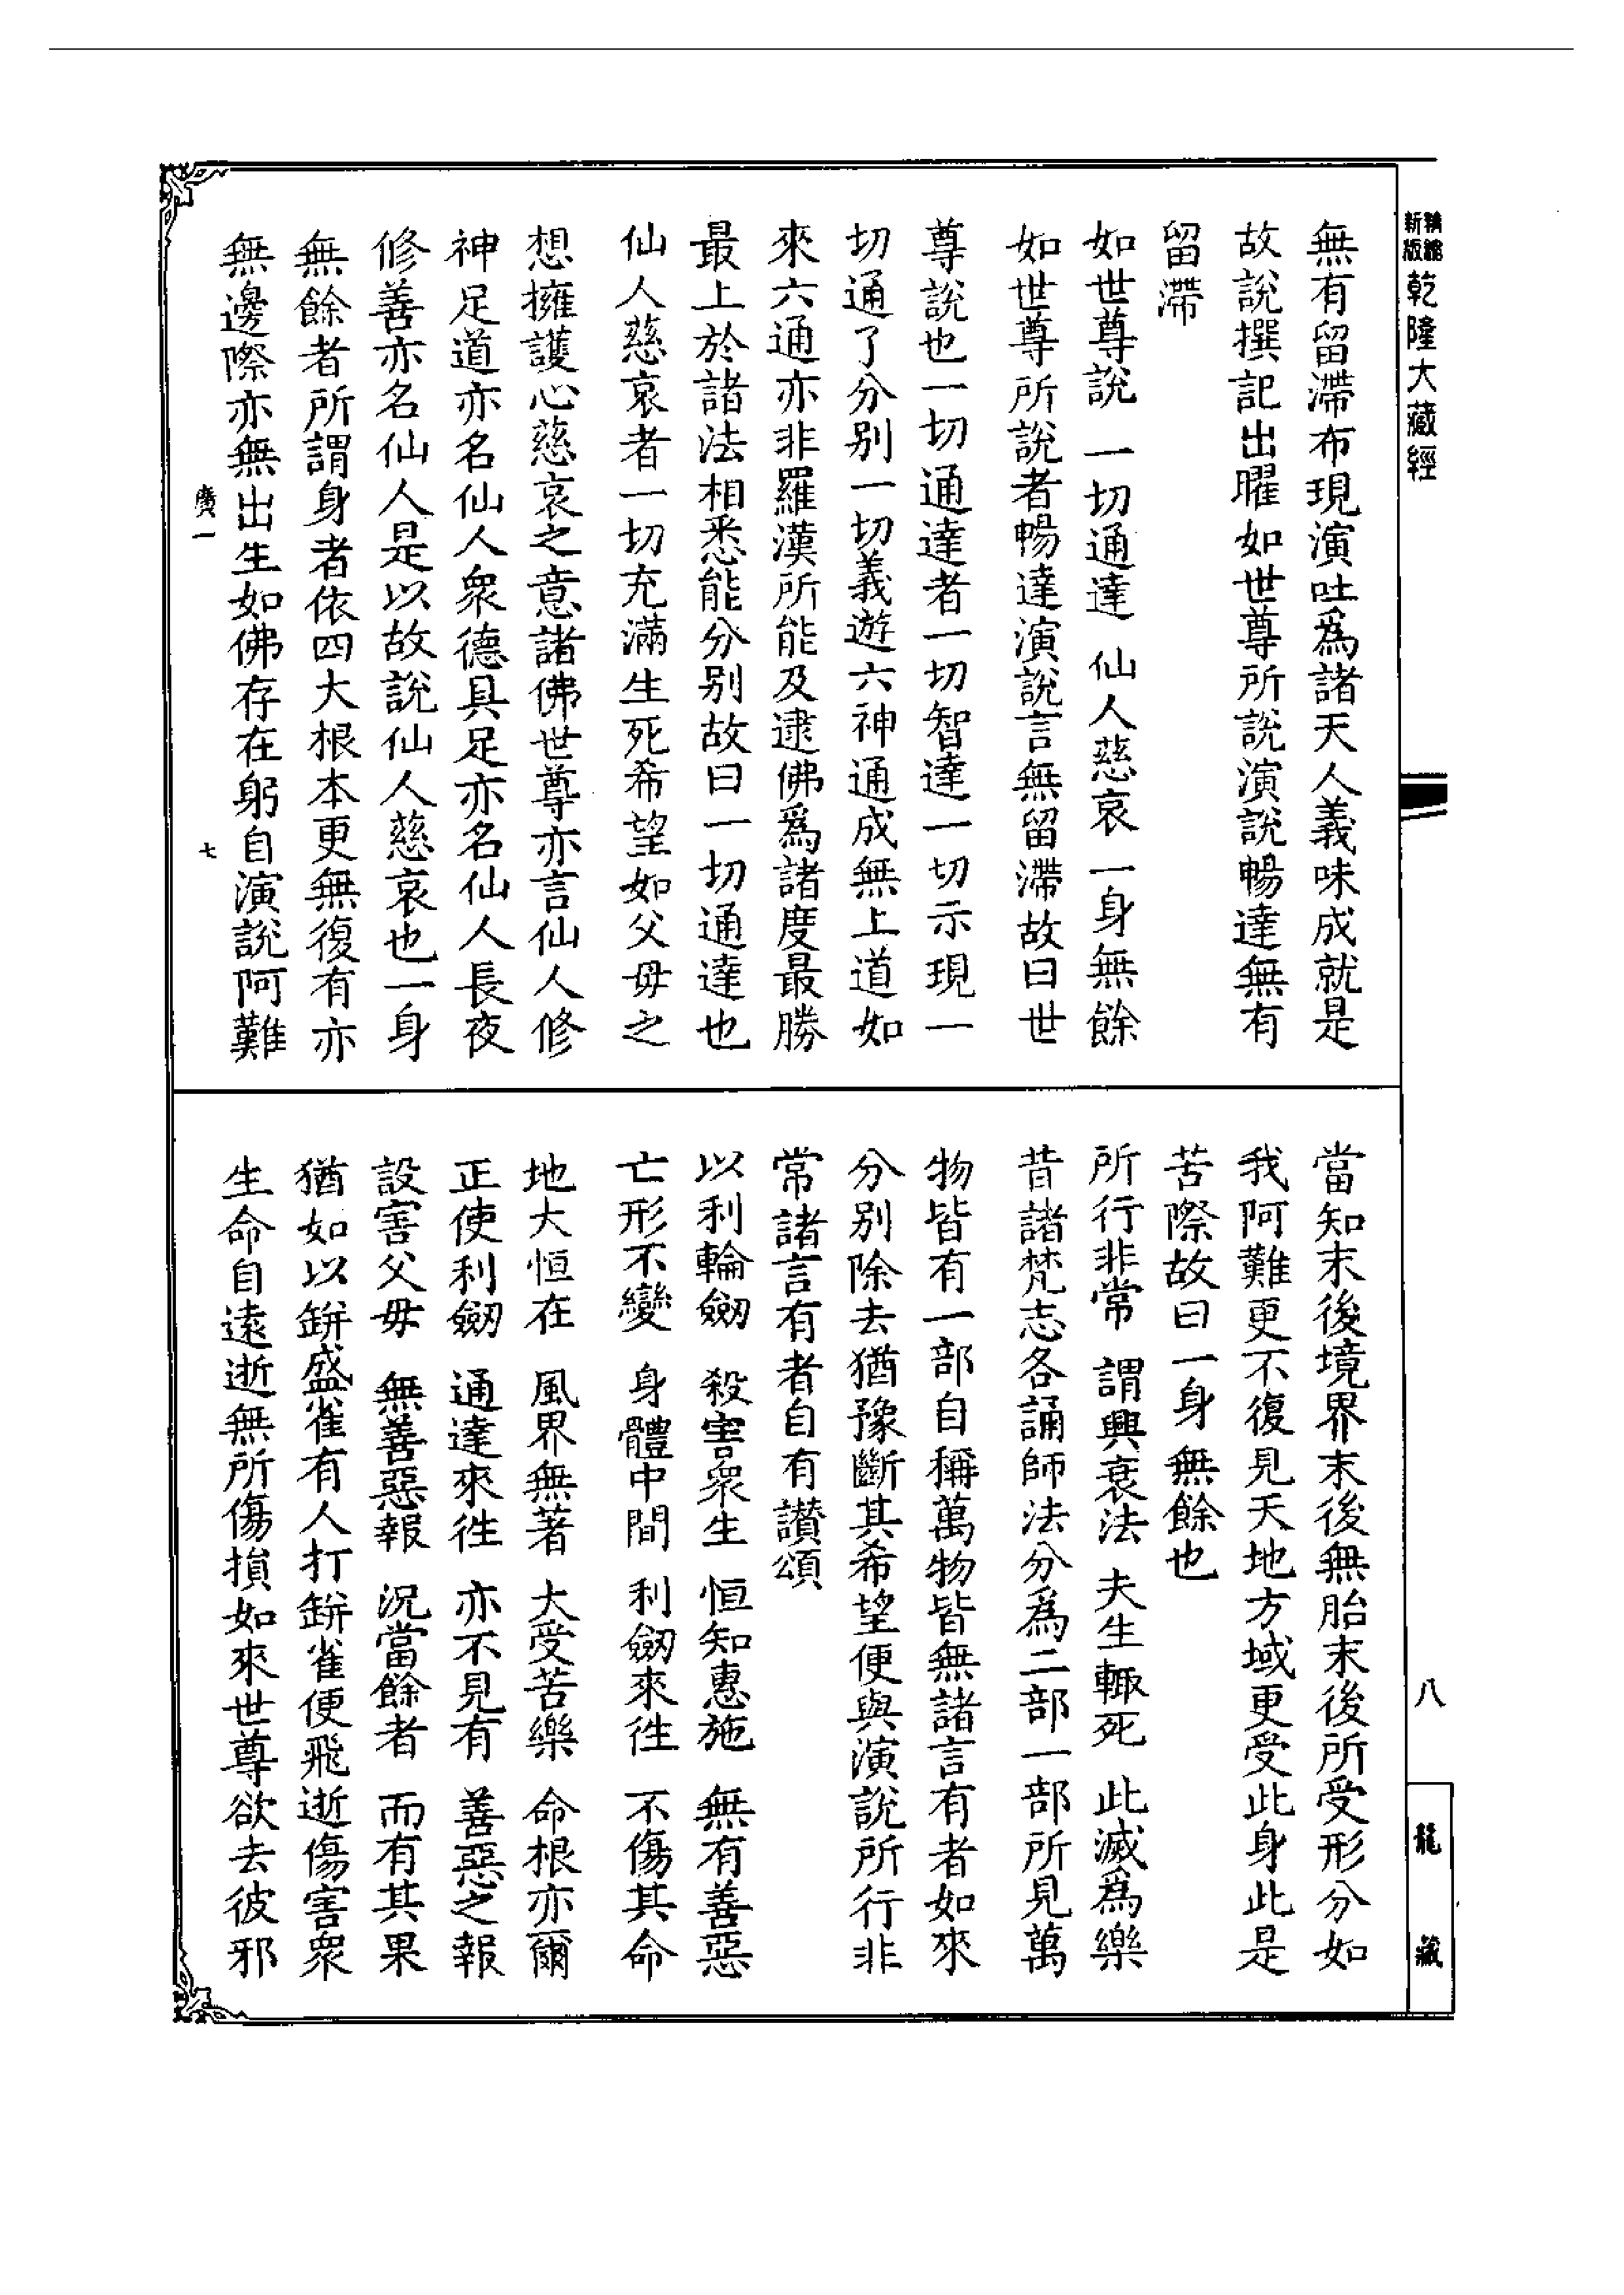 新版精縮乾隆大藏經
無有留滯布現演吐爲諸天人義味成就是
故說撰記出曜如世尊所說演說暢達無有
留滯
如世尊說　一切通達　仙人慈哀　一身無餘
如世尊所說者暢達演說言無留滯故曰世
尊說也一切通達者一切智達一切示現一
切通了分別一切義遊六神通成無上道如
來六通亦非羅漢所能及逮佛爲諸度最勝
最上於諸法相悉能分別故曰一切通達也
仙人慈哀者一切充滿生死希望如父母之
想擁護心慈哀之意諸佛世尊亦言仙人修
神足道亦名仙人衆德具足亦名仙人長夜
修善亦名仙人是以故說仙人慈哀也一身
無餘者所謂身者依四大根本更無復有亦
無邊際亦無出生如佛存在躬自演說阿難
廣一
七
當知末後境界末後無胎末後所受形分如
我阿難更不復見天地方域更受此身此是
苦際故曰一身無餘也
所行非常　謂興衰法　夫生輒死　此滅爲樂
昔諸梵志各誦師法分為二部一部所見萬
物皆有一部自稱萬物皆無諸言有者如來
分別除去猶豫斷其希望便與演說所行非
常諸言有者自有讃頌
以利輪劒　殺害衆生　恒知惠施　無有善惡
亡形不變　身體中間　利劒來徃　不傷其命
地大恒在　風界無著　大受苦樂　命根亦爾
正使利劒　通達來徃　亦不見有　善惡之報
設害父母　無善惡報　況當餘者　而有其果
猶如以缾盛雀有人打缾雀便飛逝傷害衆
生命自遠逝無所傷損如來世尊欲去彼邪
八
龍藏